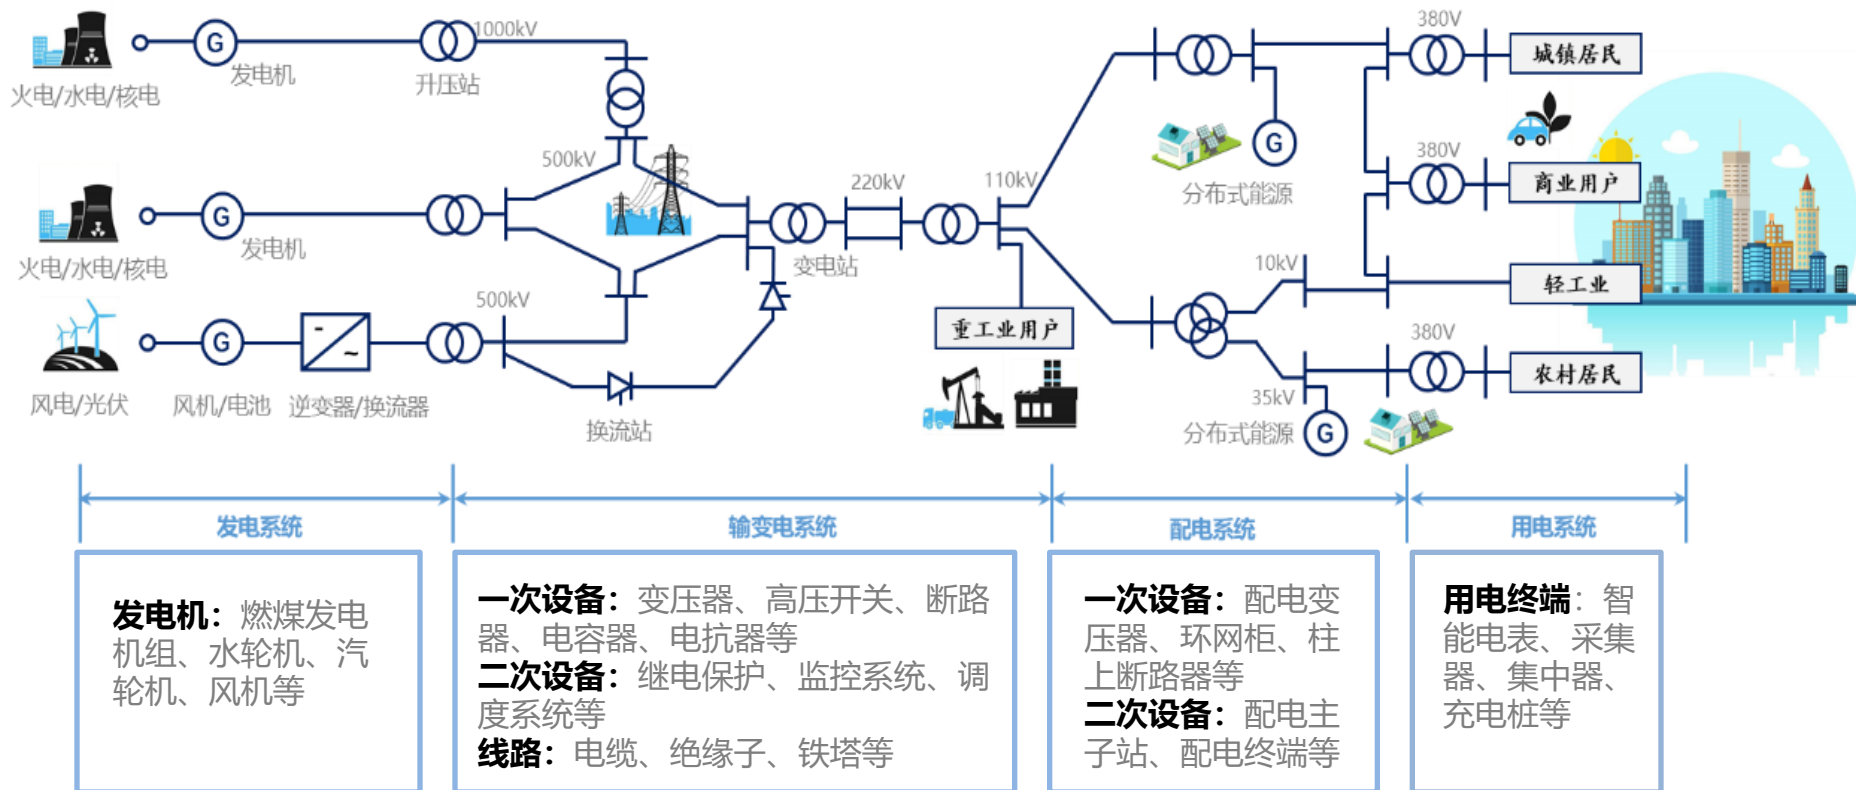 1000kV
380V
G
城镇居民
火电/水电/核电
发电机
升压站
500kV
G
分布式能源
380V
商业用户
220kV
110kV
G
火电/水电/核电
发电机
变电站
10kV
轻工业
500kV
G
-
~
重工业用户
380V
农村居民
风电/光伏
风机/电池
逆变器/换流器
换流站
35kV
分布式能源
G
发电系统
输变电系统
配电系统
用电系统
发电机：燃煤发电
机组、水轮机、汽
轮机、风机等
一次设备：变压器、高压开关、断路
器、电容器、电抗器等
二次设备：继电保护、监控系统、调
度系统等
线路：电缆、绝缘子、铁塔等
一次设备：配电变
压器、环网柜、柱
上断路器等
二次设备：配电主
子站、配电终端等
用电终端：智
能电表、采集
器、集中器、
充电桩等